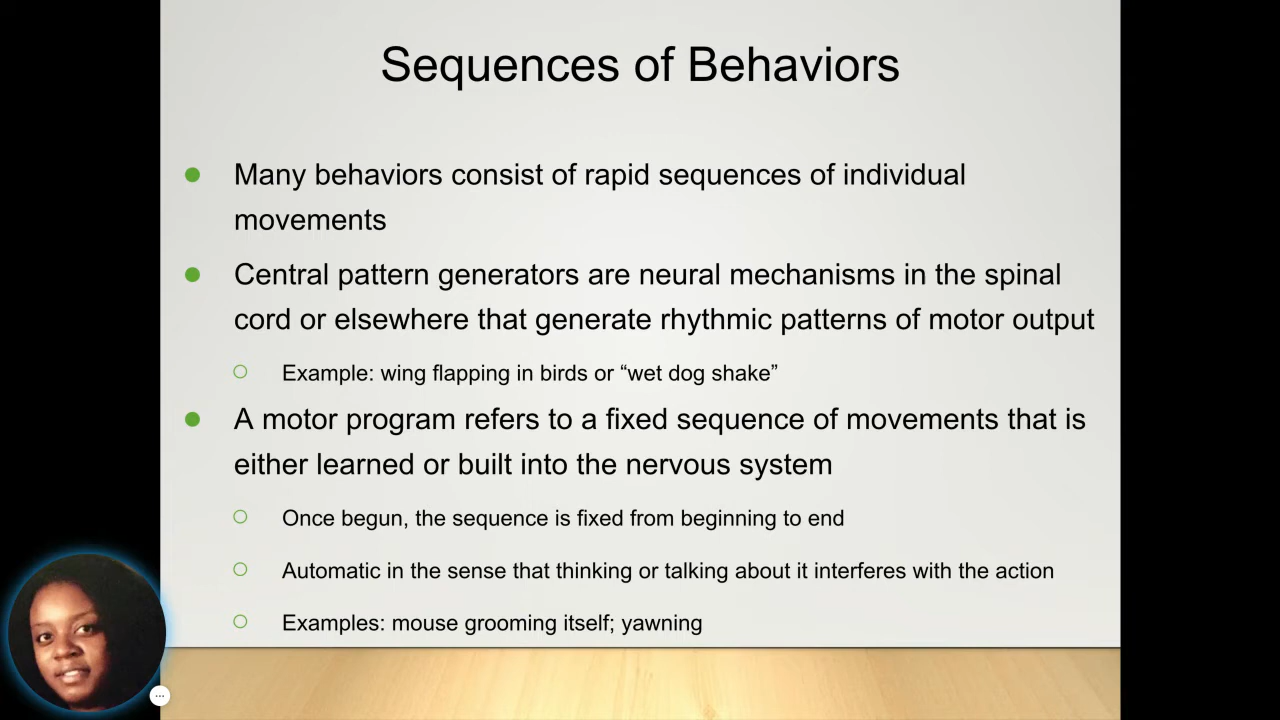 Sequences of Behaviors
Many behaviors consist of rapid sequences of individual
movements
Central pattern generators are neural mechanisms in the spinal
cord or elsewhere that generate rhythmic patterns of motor output
Example: wing flapping in birds or “wet dog shake”
A motor program refers to a fixed sequence of movements that is
either learned or built into the nervous system
Once begun, the sequence is fixed from beginning to end
Automatic in the sense that thinking or talking about it interferes with the action
Examples: mouse grooming itself; yawning